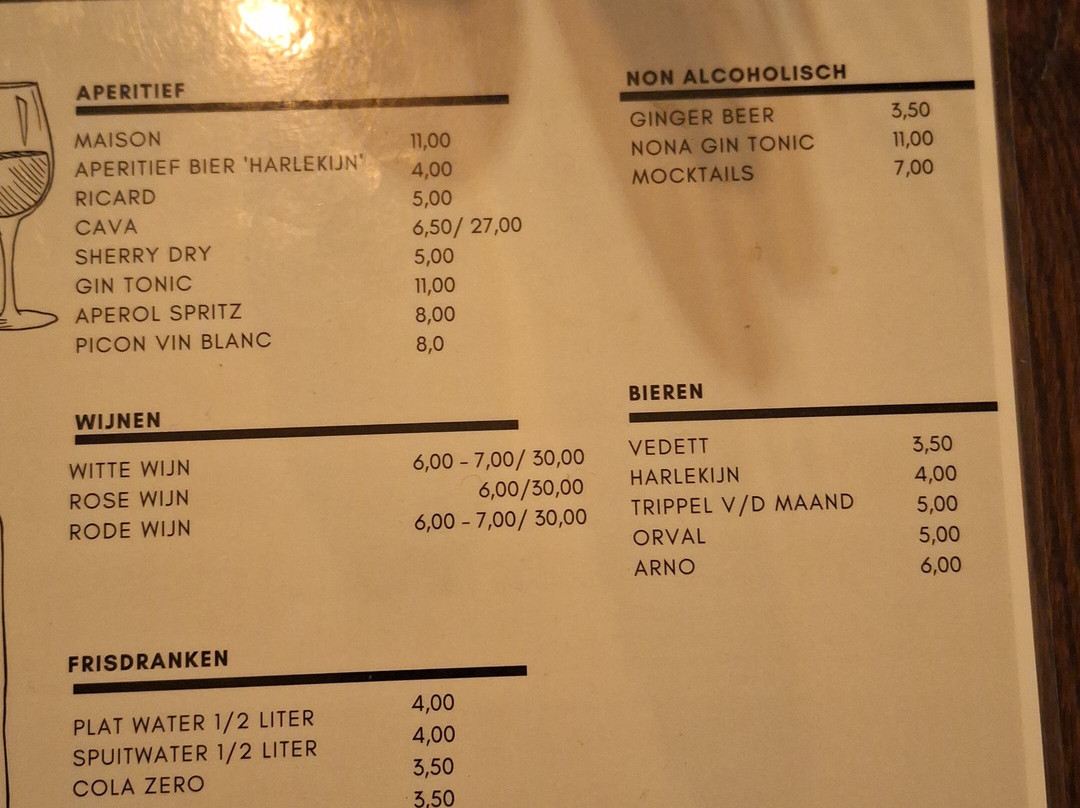 APERITIEF
MAISON 11,00
APERITIEF BIER 'HARLEKIJN' 4,00
RICARD 5,00
CAVA 6,50/ 27,00
SHERRY DRY 5,00
GIN TONIC 11,00
APEROL SPRITZ 8,00
PICON VIN BLANC 8,0
WIJNEN
WITTE WIJN 6,00 - 7,00/ 30,00
ROSE WIJN 6,00/30,00
RODE WIJN 6,00 - 7,00/ 30,00
FRISDRANKEN
PLAT WATER 1/2 LITER 4,00
SPUITWATER 1/2 LITER 4,00
COLA ZERO 3,50
3,50
NON ALCOHOLISCH
GINGER BEER 3,50
NONA GIN TONIC 11,00
MOCKTAILS 7,00
BIEREN
VEDETT 3,50
HARLEKIJN 4,00
TRIPPEL V/D MAAND 5,00
ORVAL 5,00
ARNO 6,00